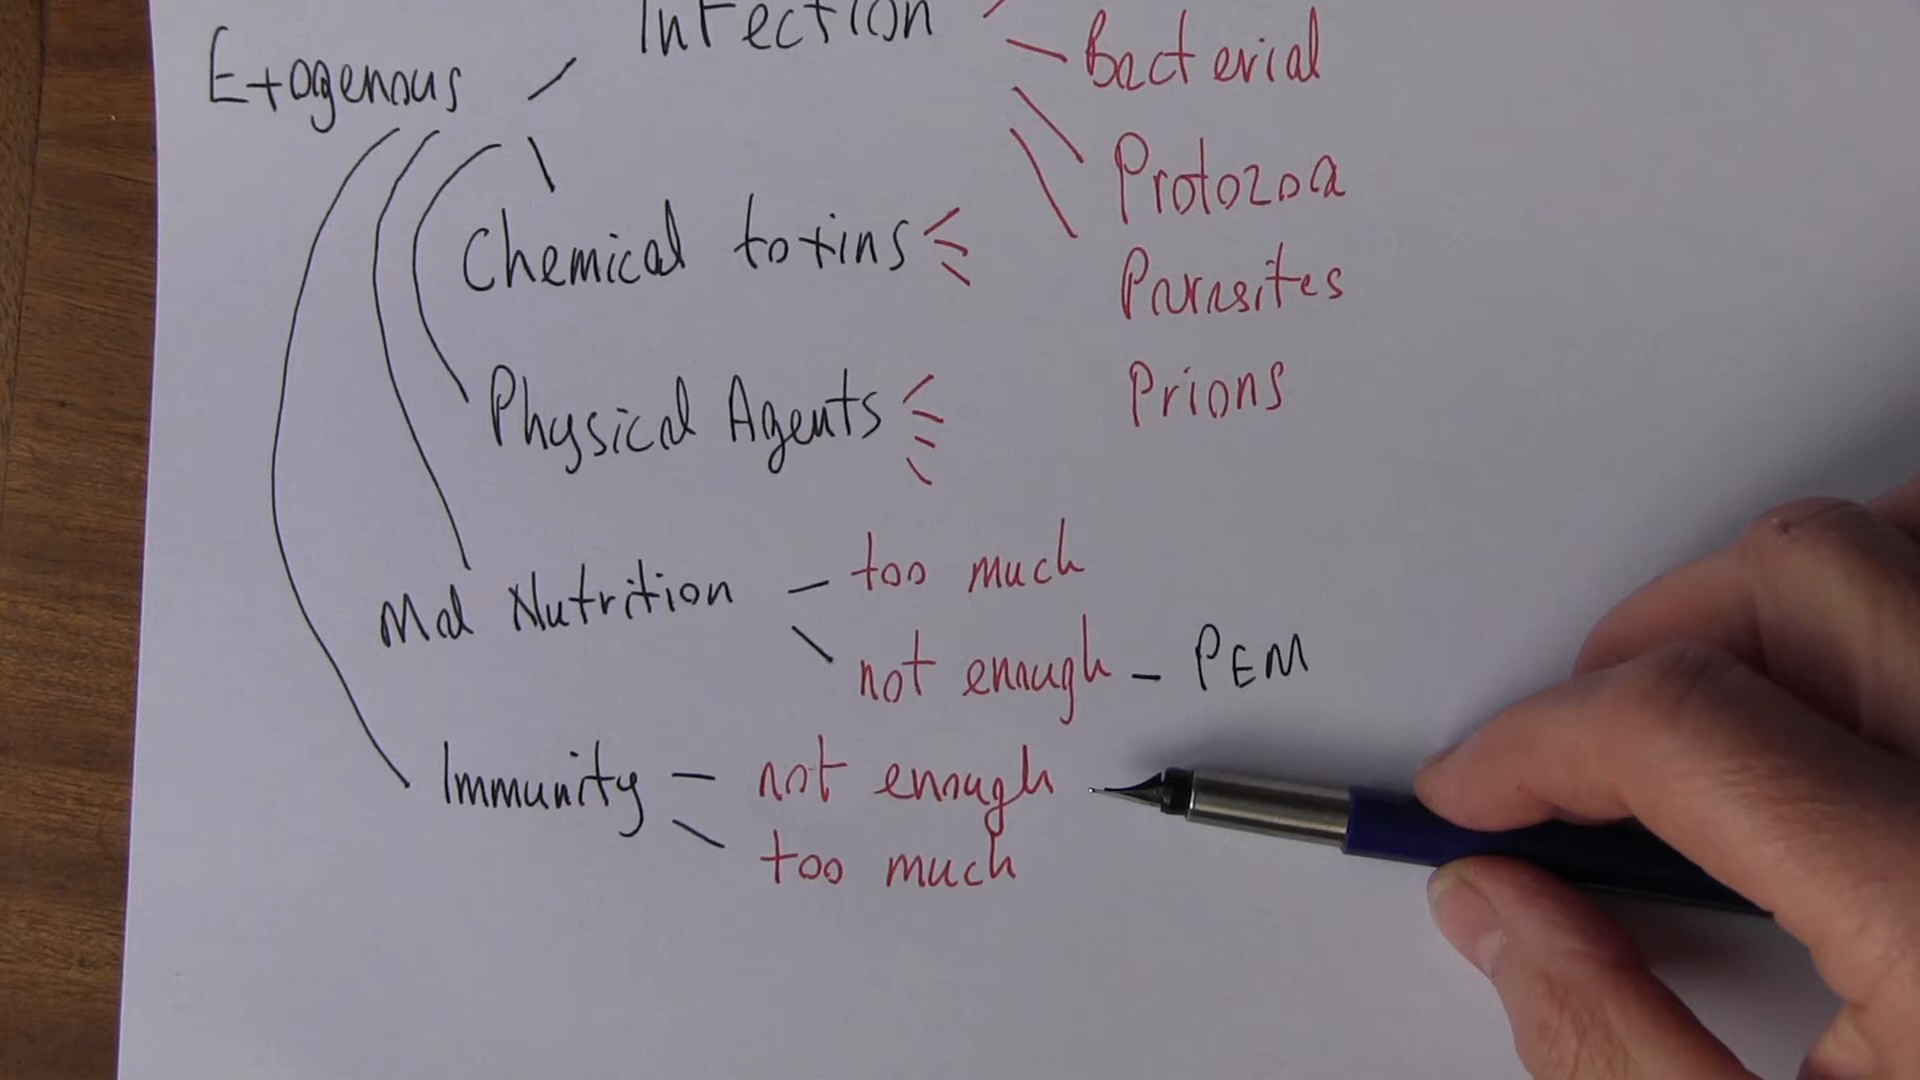 Infection
Exogenous
Bacterial
Protozoa
Chemical toxins
Parasites
Physical Agents
Prions
Mal Nutrition - too much
not enough - PEM
Immunity - not enough
too much